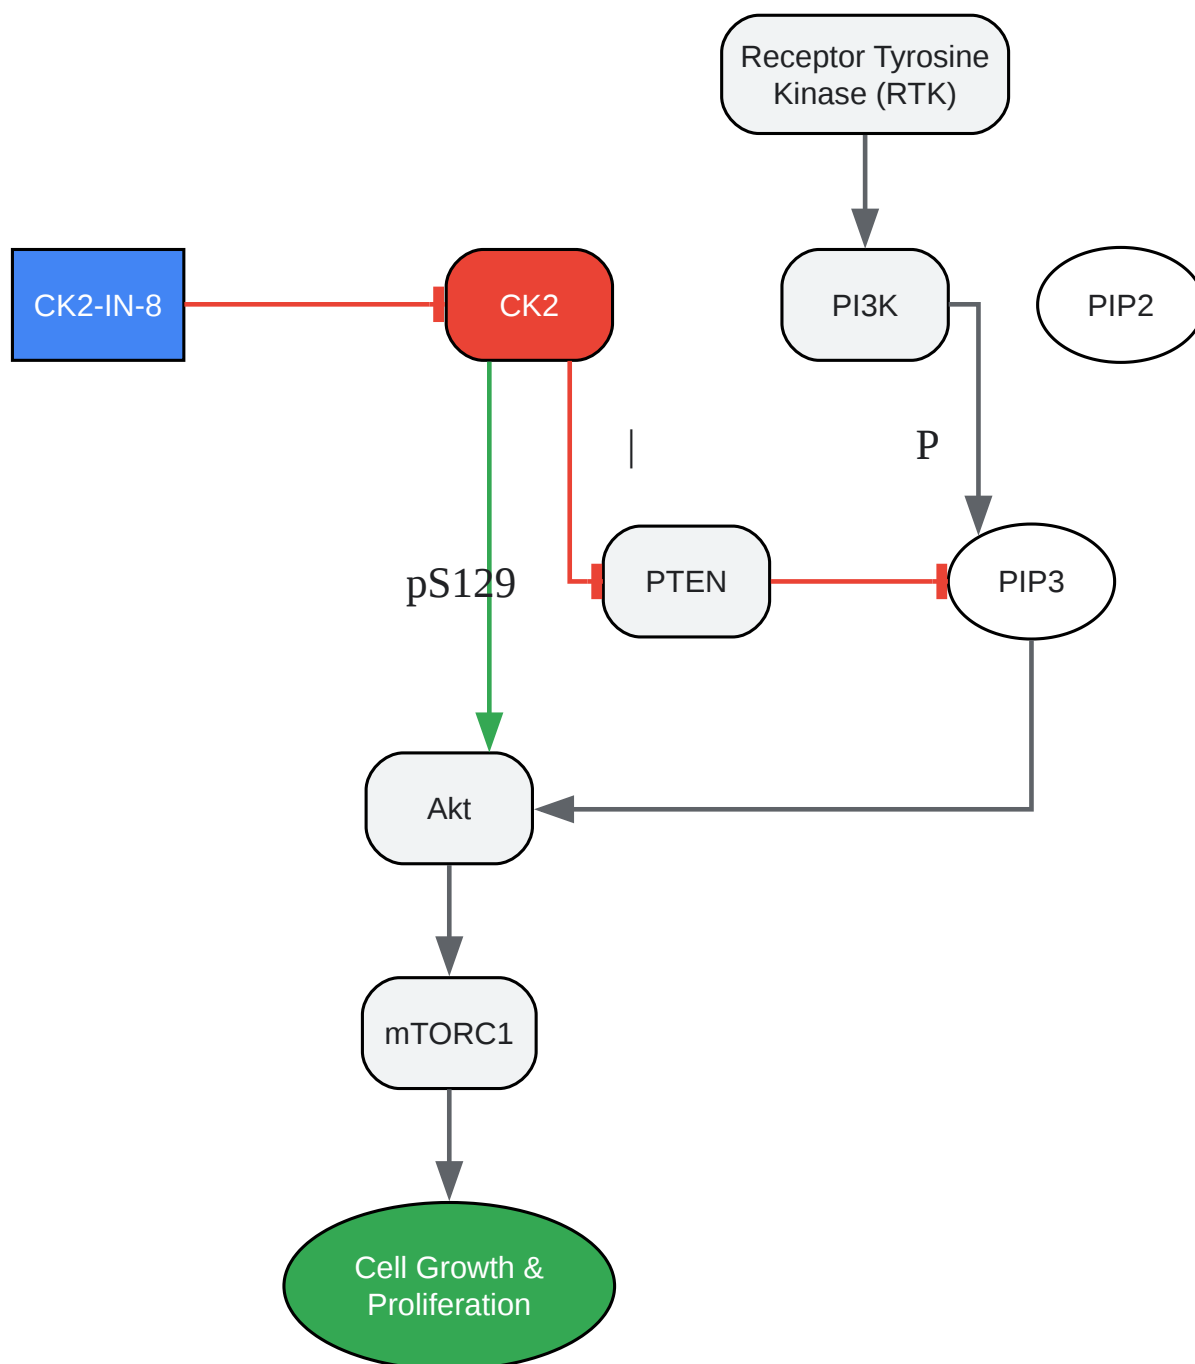 Receptor Tyrosine
Kinase (RTK)
CK2-IN-8
CK2
PI3K
PIP2
|
P
pS129
PTEN
PIP3
Akt
mTORC1
Cell Growth &
Proliferation